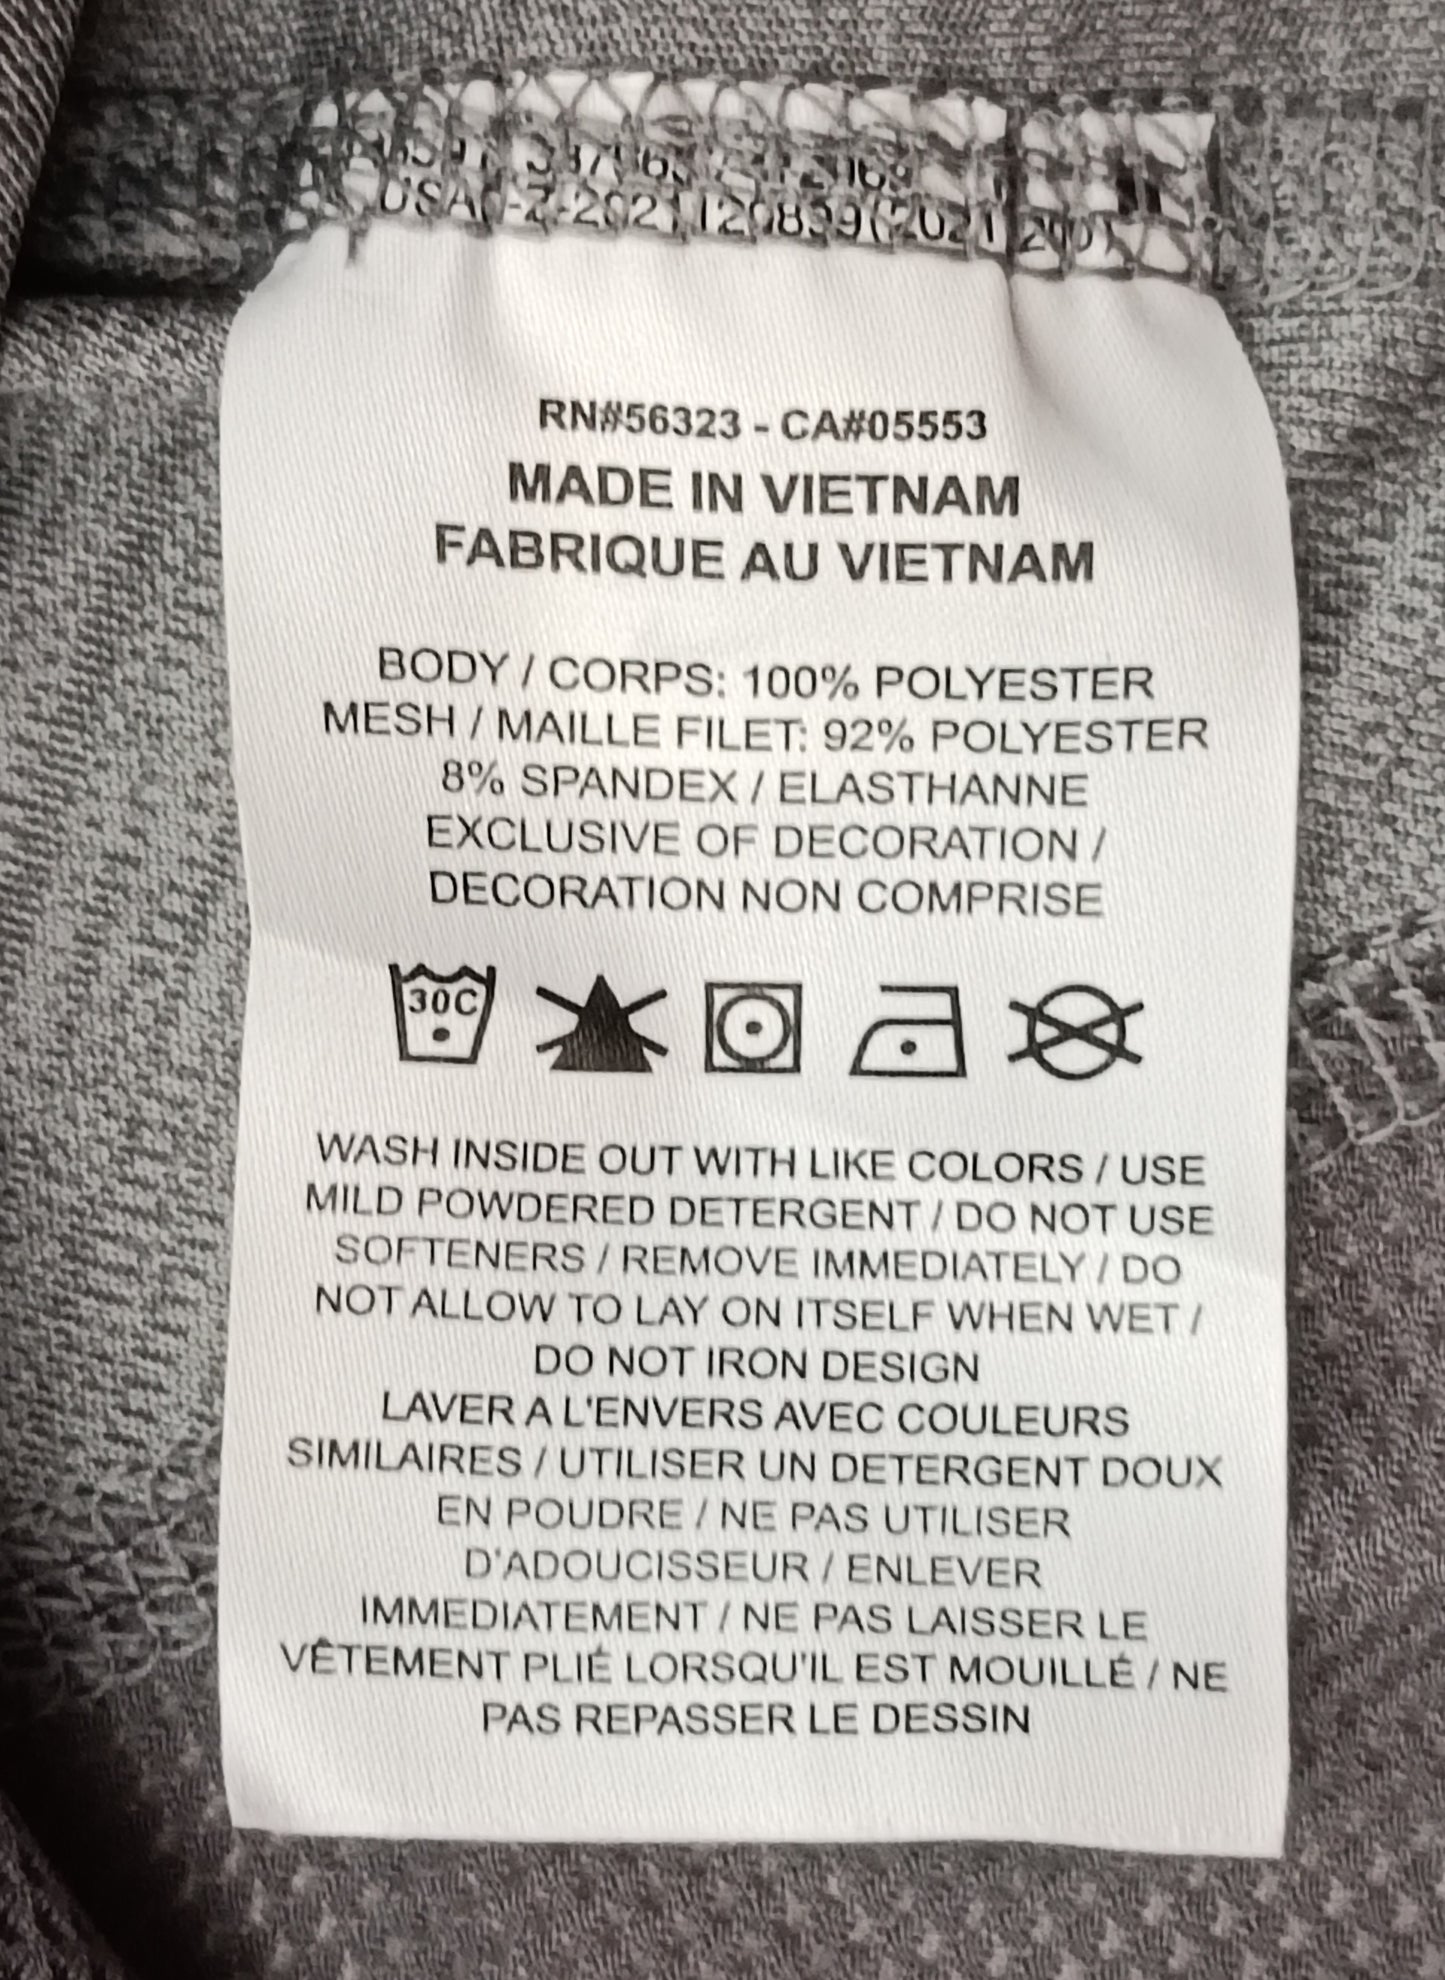 RN#56323 - CA#05553
MADE IN VIETNAM
FABRIQUE AU VIETNAM
BODY / CORPS: 100% POLYESTER
MESH / MAILLE FILET: 92% POLYESTER
8% SPANDEX / ELASTHANNE
EXCLUSIVE OF DECORATION /
DECORATION NON COMPRISE
30C
WASH INSIDE OUT WITH LIKE COLORS / USE
MILD POWDERED DETERGENT / DO NOT USE
SOFTENERS / REMOVE IMMEDIATELY / DO
NOT ALLOW TO LAY ON ITSELF WHEN WET /
DO NOT IRON DESIGN
LAVER A L'ENVERS AVEC COULEURS
SIMILAIRES / UTILISER UN DETERGENT DOUX
EN POUDRE / NE PAS UTILISER
D'ADOUCISSEUR / ENLEVER
IMMEDIATEMENT / NE PAS LAISSER LE
VÊTEMENT PLIÉ LORSQU'IL EST MOUILLÉ / NE
PAS REPASSER LE DESSIN